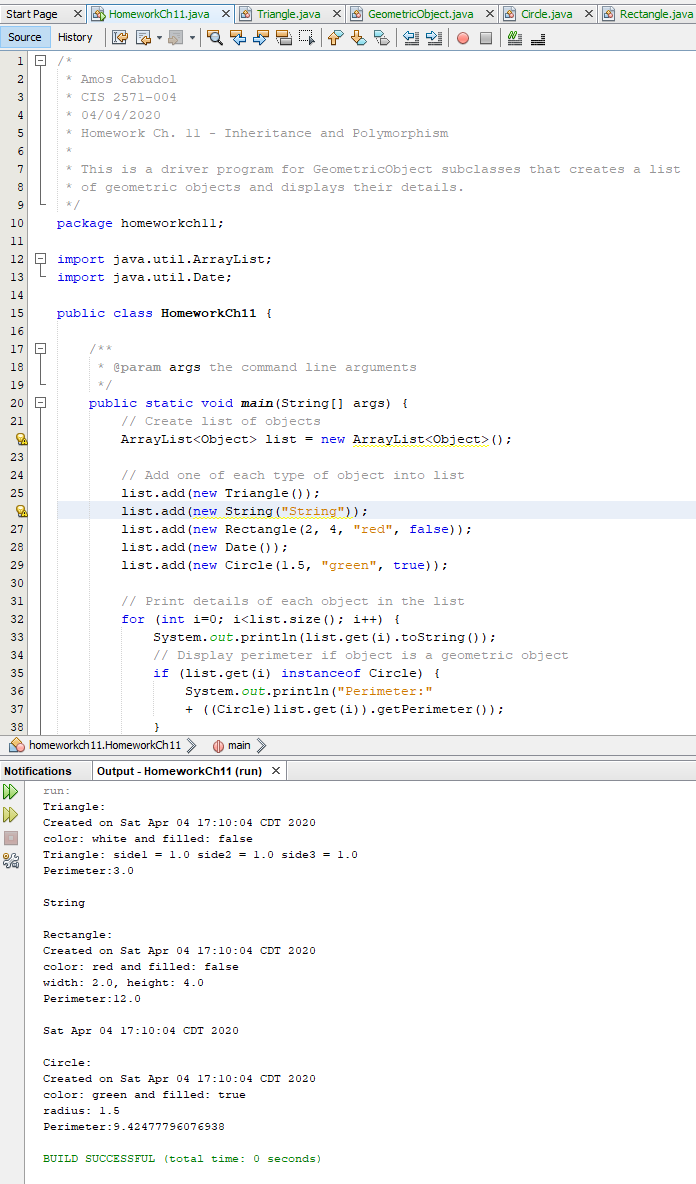 Start Page × HomeworkCh11.java × Triangle.java × GeometricObject.java × Circle.java × Rectangle.java
Source History
1 /*
2 * Amos Cabudol
3 * CIS 2571-004
4 * 04/04/2020
5 * Homework Ch. 11 - Inheritance and Polymorphism
6 *
7 * This is a driver program for GeometricObject subclasses that creates a list
8 * of geometric objects and displays their details.
9 */
10 package homeworkch11;
11
12 import java.util.ArrayList;
13 import java.util.Date;
14
15 public class HomeworkCh11 {
16
17 /**
18 * @param args the command line arguments
19 */
20 public static void main(String[] args) {
21 // Create list of objects
ArrayList<Object> list = new ArrayList<Object>();
23
24 // Add one of each type of object into list
25 list.add(new Triangle());
list.add(new String("String"));
27 list.add(new Rectangle(2, 4, "red", false));
28 list.add(new Date());
29 list.add(new Circle(1.5, "green", true));
30
31 // Print details of each object in the list
32 for (int i=0; i<list.size(); i++) {
33 System.out.println(list.get(i).toString());
34 // Display perimeter if object is a geometric object
35 if (list.get(i) instanceof Circle) {
36 System.out.println("Perimeter:"
37 + ((Circle)list.get(i)).getPerimeter());
38 }
homeworkch11.HomeworkCh11 main
Notifications Output - HomeworkCh11 (run) ×
run:
Triangle:
Created on Sat Apr 04 17:10:04 CDT 2020
color: white and filled: false
Triangle: side1 = 1.0 side2 = 1.0 side3 = 1.0
Perimeter:3.0
String
Rectangle:
Created on Sat Apr 04 17:10:04 CDT 2020
color: red and filled: false
width: 2.0, height: 4.0
Perimeter:12.0
Sat Apr 04 17:10:04 CDT 2020
Circle:
Created on Sat Apr 04 17:10:04 CDT 2020
color: green and filled: true
radius: 1.5
Perimeter:9.42477796076938
BUILD SUCCESSFUL (total time: 0 seconds)